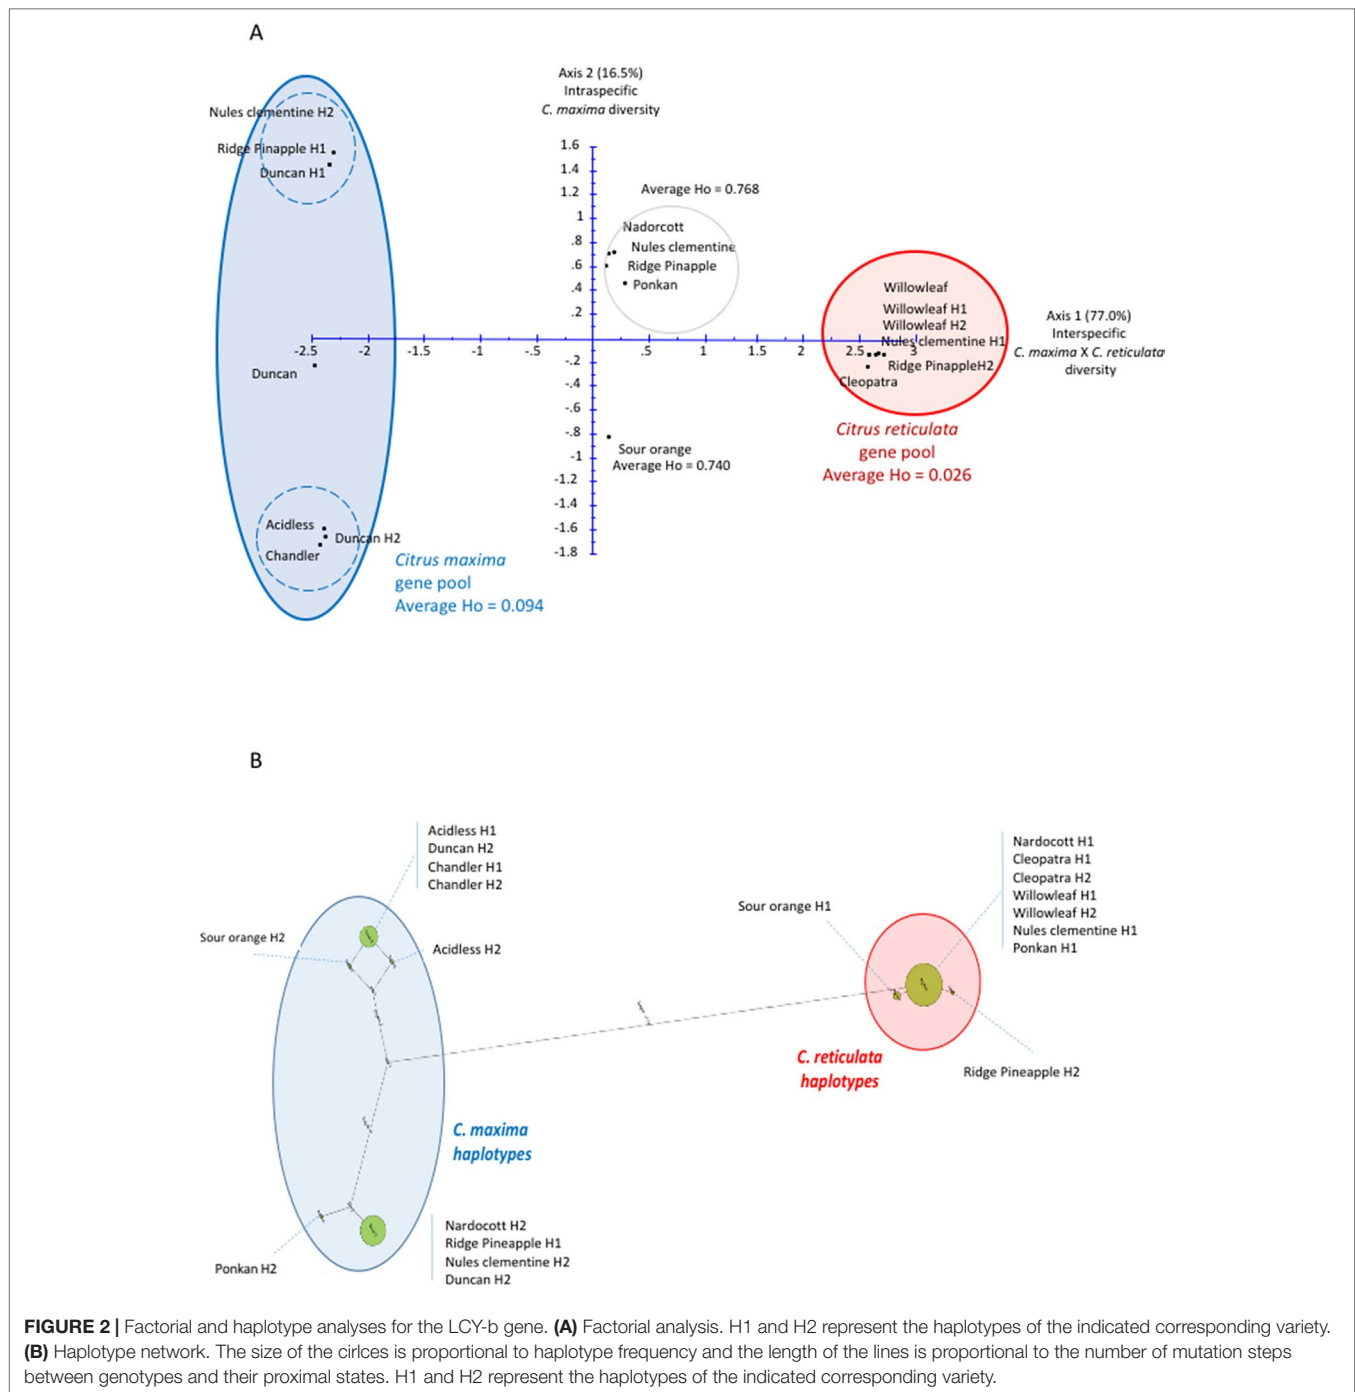 A
Axis 2 (16.5%)
Intraspecific
C. maxima diversity
Nules clementine H2
Ridge Pinapple H1
Duncan H1
1.6
1.4
1.2
1
.8
.6
.4
.2
Average Ho = 0.768
Nadorcott
Nules clementine
Ridge Pinapple
Ponkan
Willowleaf
Willowleaf H1
Willowleaf H2
Nules clementine H1
Ridge PinappleH2
Cleopatra
Axis 1 (77.0%)
Interspecific
C. maxima X C. reticulata
diversity
-2.5 -2 -1.5 -1 -.5 .5 1 1.5 2 2.5 3
Duncan
-.2
-.4
-.6
-.8
-1
-1.2
-1.4
-1.6
-1.8
Sour orange
Average Ho = 0.740
Citrus reticulata
gene pool
Average Ho = 0.026
Acidless
Duncan H2
Chandler
Citrus maxima
gene pool
Average Ho = 0.094
B
Acidless H1
Duncan H2
Chandler H1
Chandler H2
Sour orange H2
Acidless H2
Sour orange H1
Nardocott H1
Cleopatra H1
Cleopatra H2
Willowleaf H1
Willowleaf H2
Nules clementine H1
Ponkan H1
C. reticulata
haplotypes
Ridge Pineapple H2
C. maxima
haplotypes
Ponkan H2
Nardocott H2
Ridge Pineapple H1
Nules clementine H2
Duncan H2
FIGURE 2 | Factorial and haplotype analyses for the LCY-b gene. (A) Factorial analysis. H1 and H2 represent the haplotypes of the indicated corresponding variety.
(B) Haplotype network. The size of the cirlces is proportional to haplotype frequency and the length of the lines is proportional to the number of mutation steps
between genotypes and their proximal states. H1 and H2 represent the haplotypes of the indicated corresponding variety.